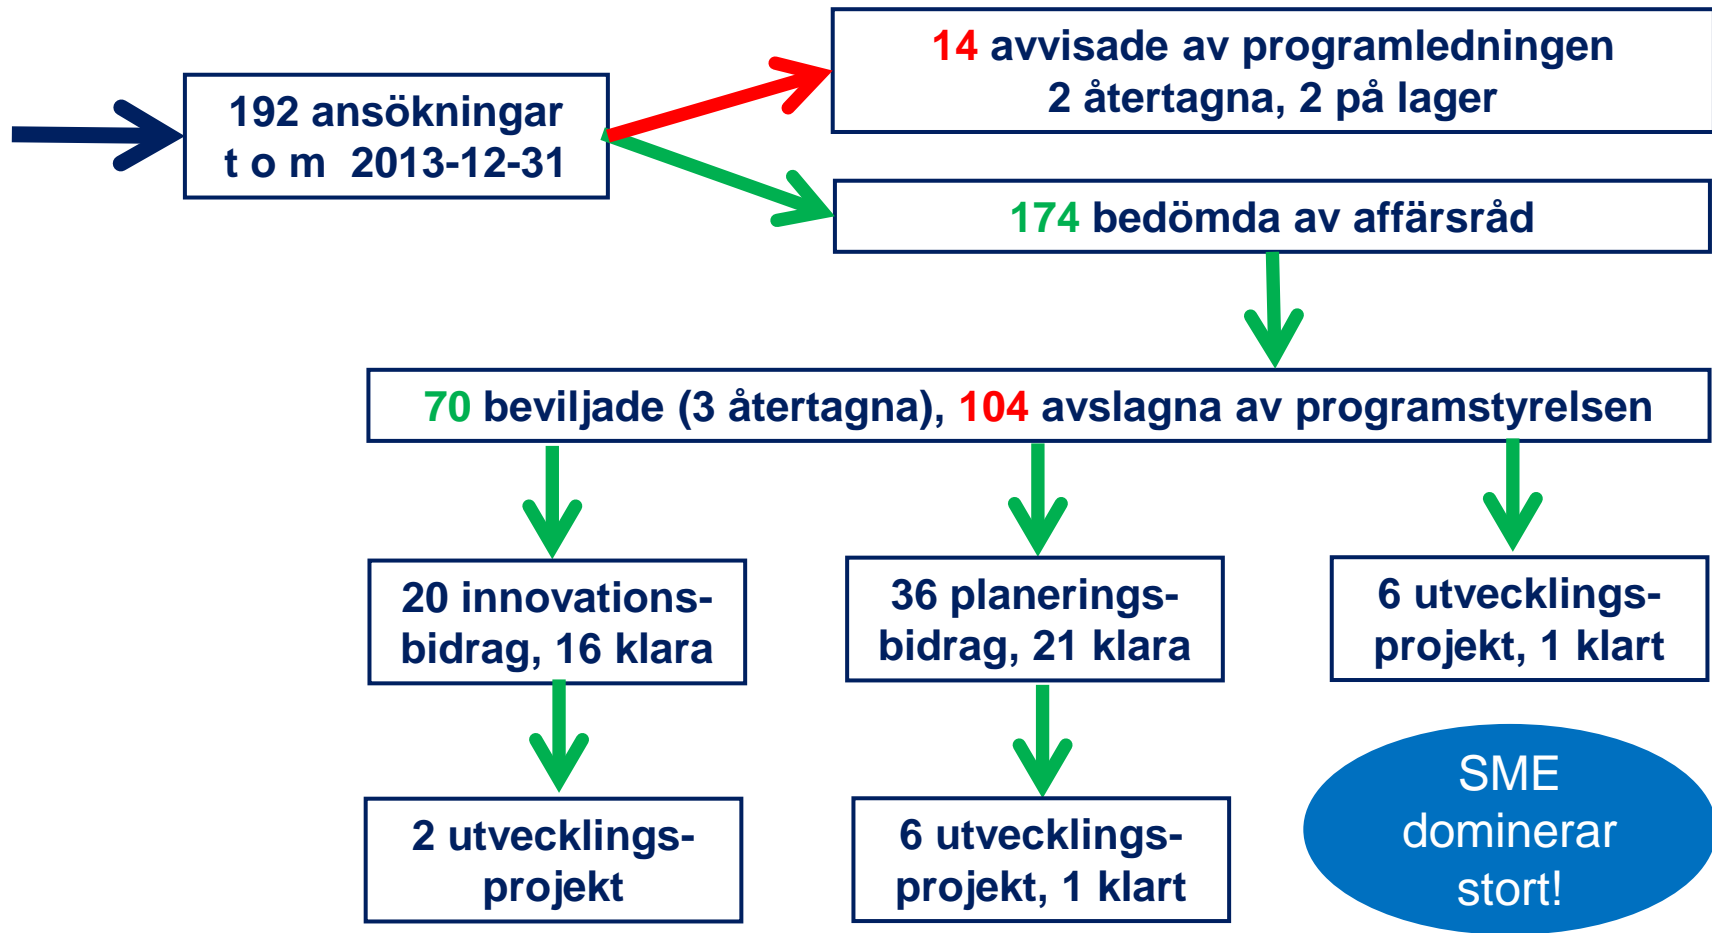 14 avvisade av programledningen
2 återtagna, 2 på lager
192 ansökningar
t o m 2013-12-31
174 bedömda av affärsråd
70 beviljade (3 återtagna), 104 avslagna av programstyrelsen
20 innovations-
bidrag, 16 klara
36 planerings-
bidrag, 21 klara
6 utvecklings-
projekt, 1 klart
2 utvecklings-
projekt
6 utvecklings-
projekt, 1 klart
SME
dominerar
stort!